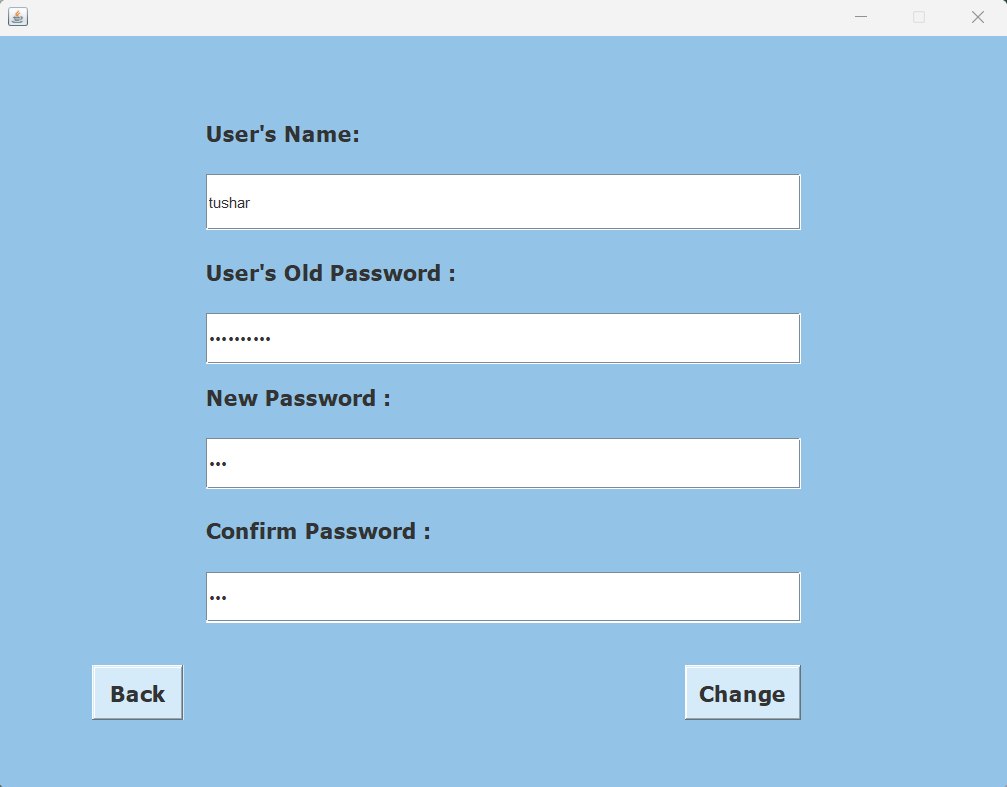 User's Name:
tushar
User's Old Password :
••••••••••
New Password :
•••
Confirm Password :
•••
Back
Change